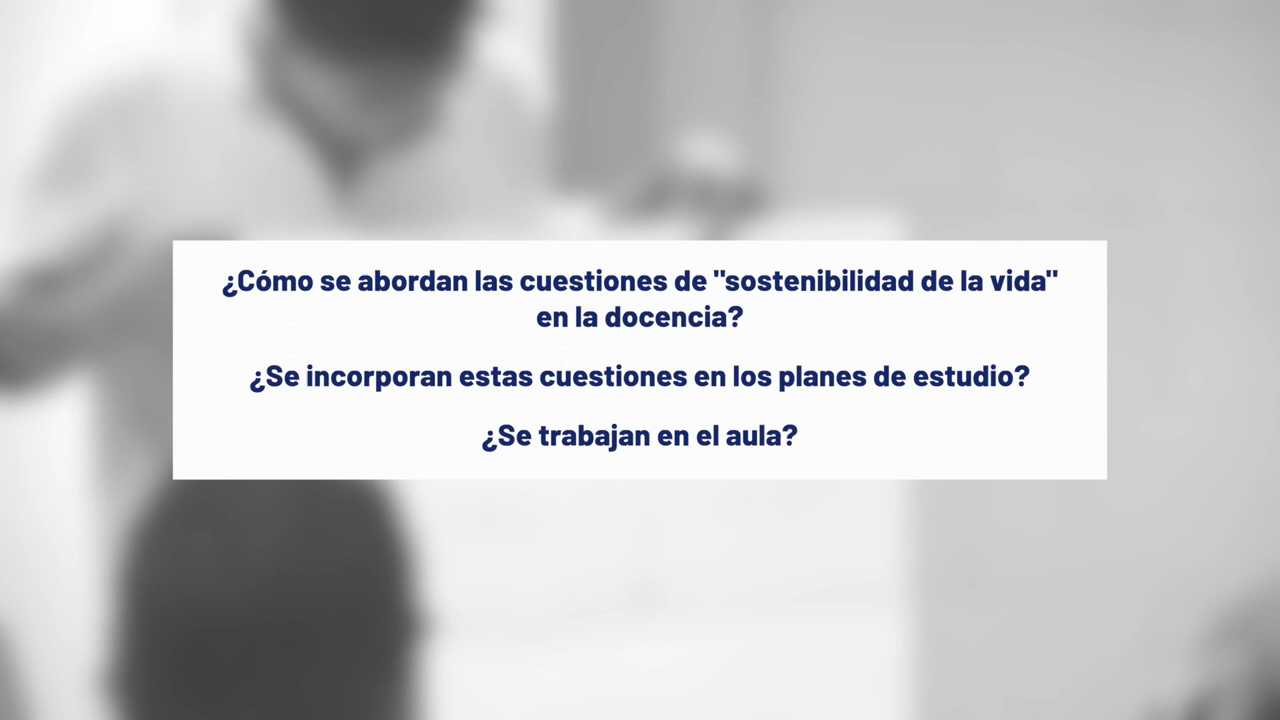 ¿Cómo se abordan las cuestiones de "sostenibilidad de la vida"
en la docencia?
¿Se incorporan estas cuestiones en los planes de estudio?
¿Se trabajan en el aula?